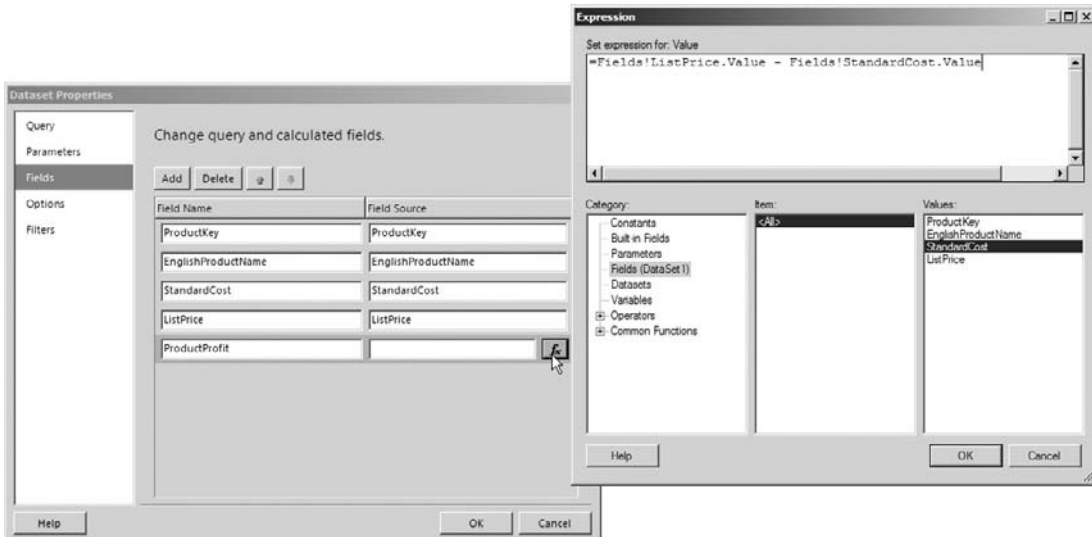 Dataset Properties
Query
Parameters
Fields
Options
Filters
Change query and calculated fields.
Add Delete
Field Name Field Source
ProductKey ProductKey
EnglishProductName EnglishProductName
StandardCost StandardCost
ListPrice ListPrice
ProductProfit fx
Help OK Cancel
Expression
Set expression for: Value
=Fields!ListPrice.Value - Fields!StandardCost.Value
Category: Item: Values:
Constants
Built-in Fields
Parameters
Fields (DataSet1)
Datasets
Variables
Operators
Common Functions
<All>
ProductKey
EnglishProductName
StandardCost
ListPrice
Help OK Cancel